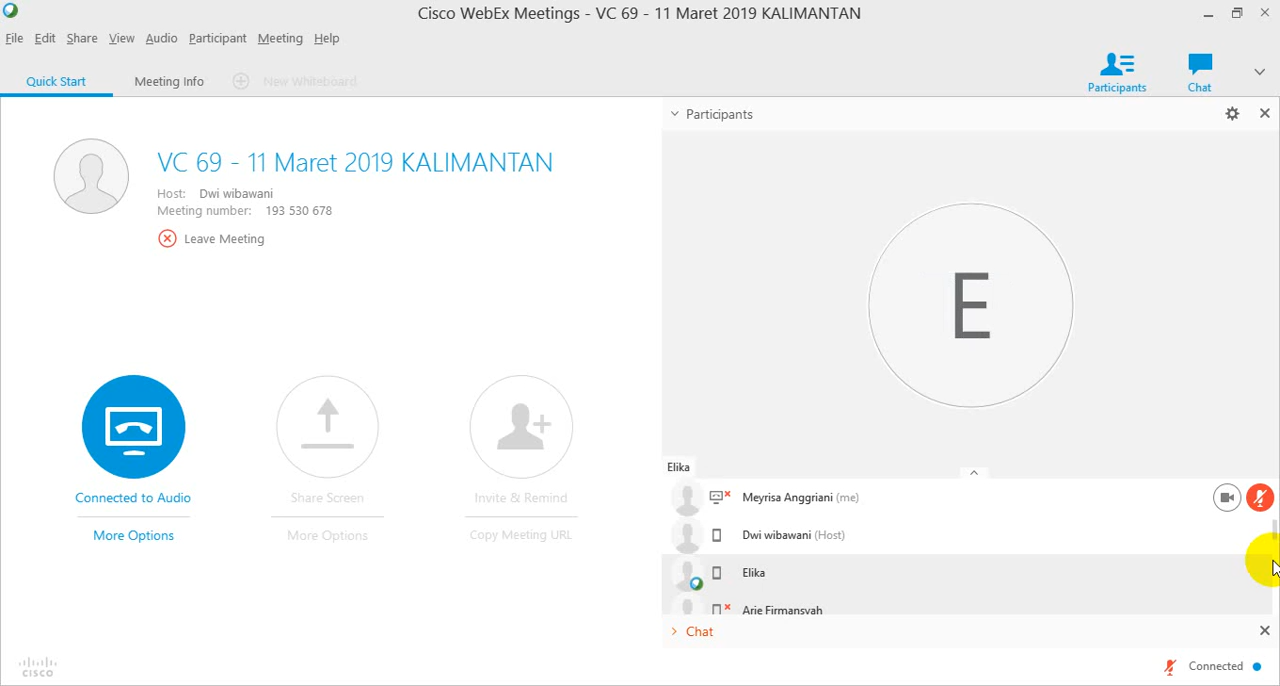 Cisco WebEx Meetings - VC 69 - 11 Maret 2019 KALIMANTAN
File Edit Share View Audio Participant Meeting Help
Quick Start Meeting Info New Whiteboard
Participants Chat
Participants
VC 69 - 11 Maret 2019 KALIMANTAN
Host: Dwi wibawani
Meeting number: 193 530 678
Leave Meeting
E
Elika
Connected to Audio
More Options
Share Screen
More Options
Invite & Remind
Copy Meeting URL
Meyrisa Anggriani (me)
Dwi wibawani (Host)
Elika
Arie Firmansyah
Chat
CISCO
Connected